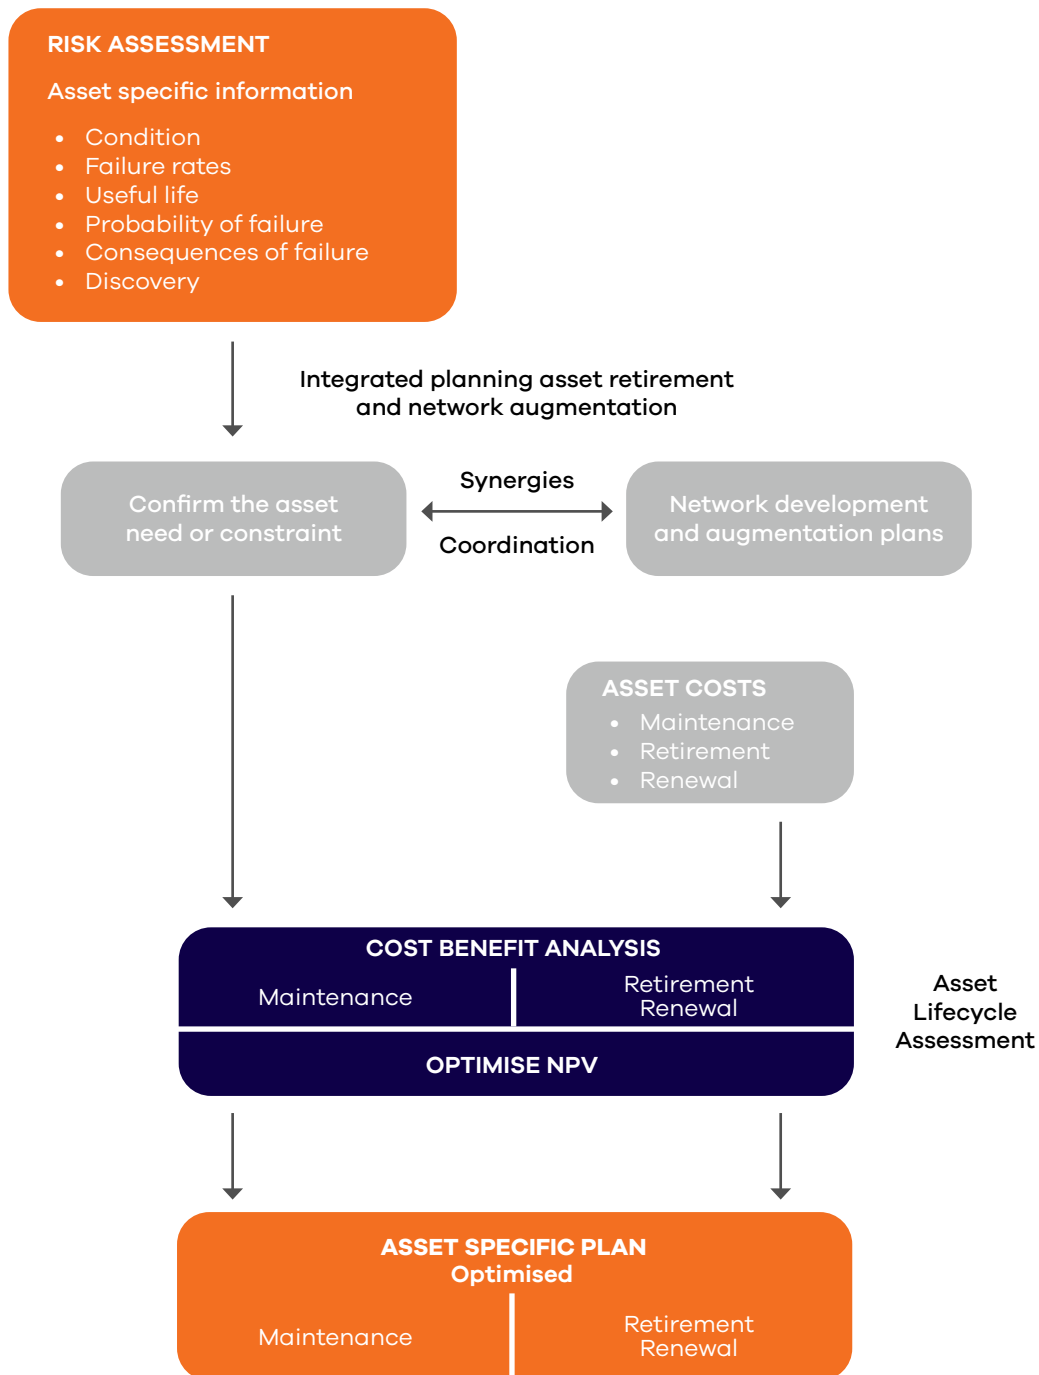 RISK ASSESSMENT
Asset specific information
• Condition
• Failure rates
• Useful life
• Probability of failure
• Consequences of failure
• Discovery
Integrated planning asset retirement
and network augmentation
Confirm the asset
need or constraint
Synergies
Coordination
Network development
and augmentation plans
ASSET COSTS
• Maintenance
• Retirement
• Renewal
COST BENEFIT ANALYSIS
Maintenance
Retirement
Renewal
OPTIMISE NPV
Asset
Lifecycle
Assessment
ASSET SPECIFIC PLAN
Optimised
Maintenance
Retirement
Renewal